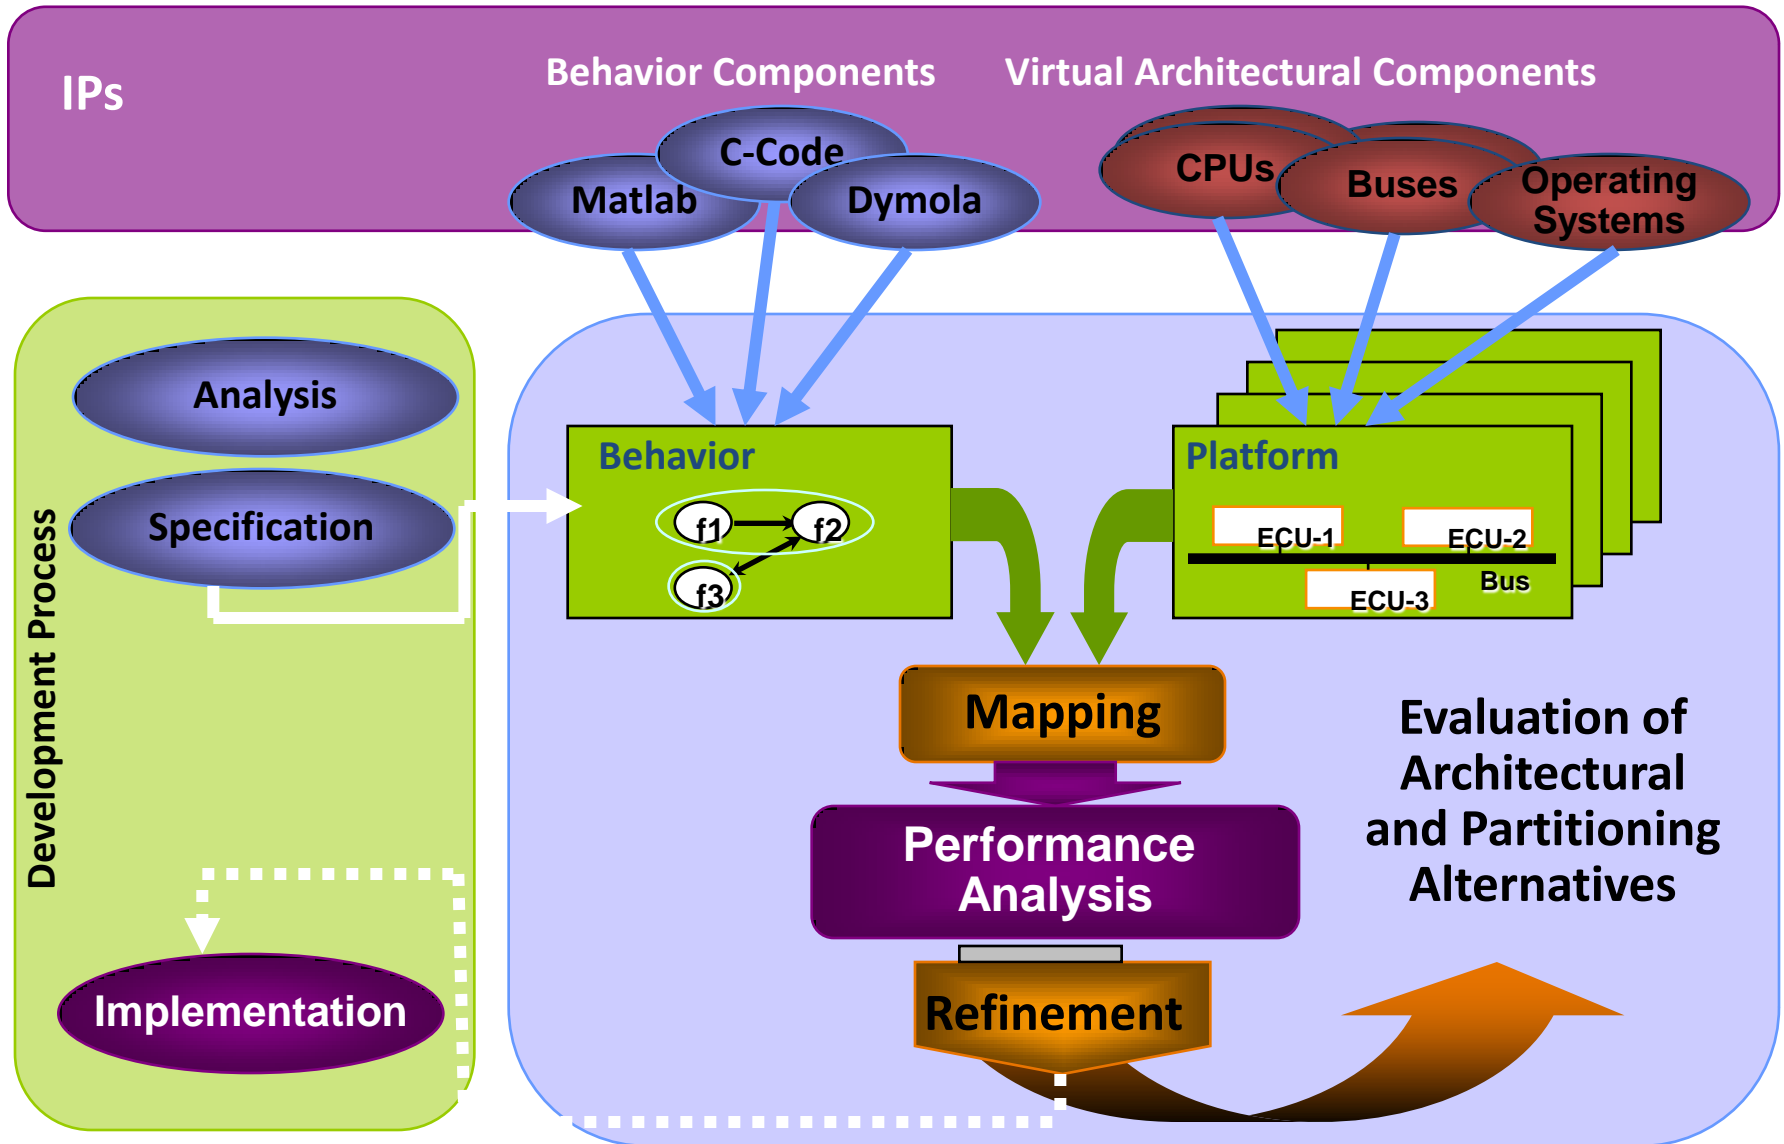 IPs
Behavior Components
Virtual Architectural Components
C-Code
Matlab
Dymola
CPUs
Buses
Operating
Systems
Development Process
Analysis
Specification
Implementation
Behavior
f1
f2
f3
Platform
ECU-1
ECU-2
Bus
ECU-3
Mapping
Performance
Analysis
Refinement
Evaluation of
Architectural
and Partitioning
Alternatives